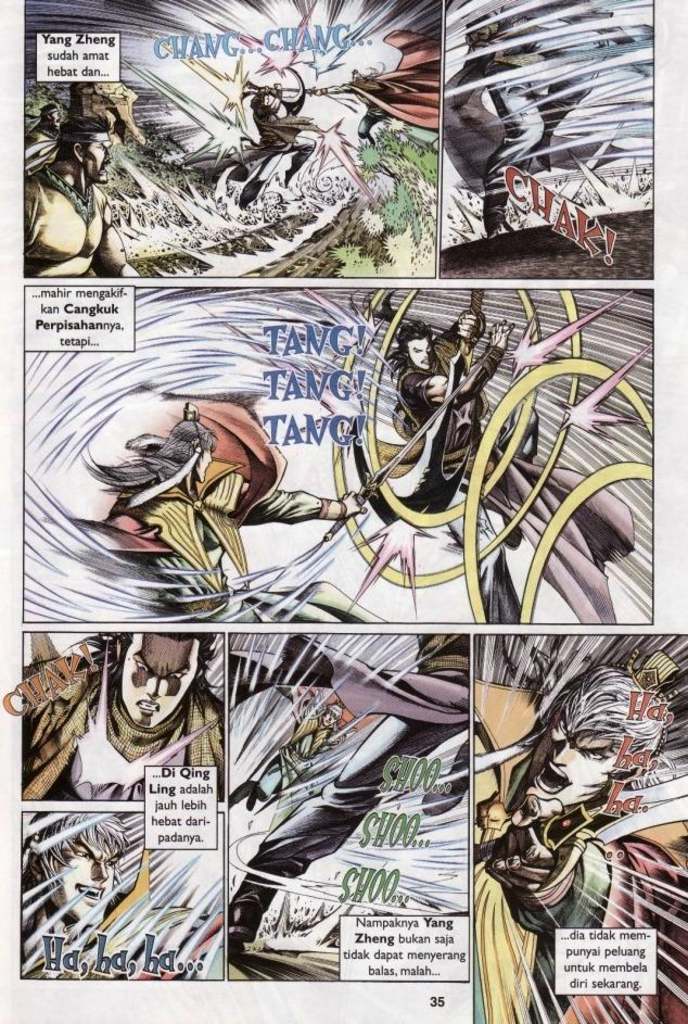 Yang Zheng
sudah amat
hebat dan...
CHANG...CHANG...
CHAK!
...mahir mengakif-
kan Cangkuk
Perpisahannya,
tetapi...
TANG!
TANG!
TANG!
CHAK!
...Di Qing
Ling adalah
jauh lebih
hebat dari-
padanya.
Ha, ha, ha...
SHOO...
SHOO...
SHOO...
Nampaknya Yang
Zheng bukan saja
tidak dapat menyerang
balas, malah...
Ha,
ha,
ha..
..
...dia tidak mem-
punyai peluang
untuk membela
diri sekarang.
35